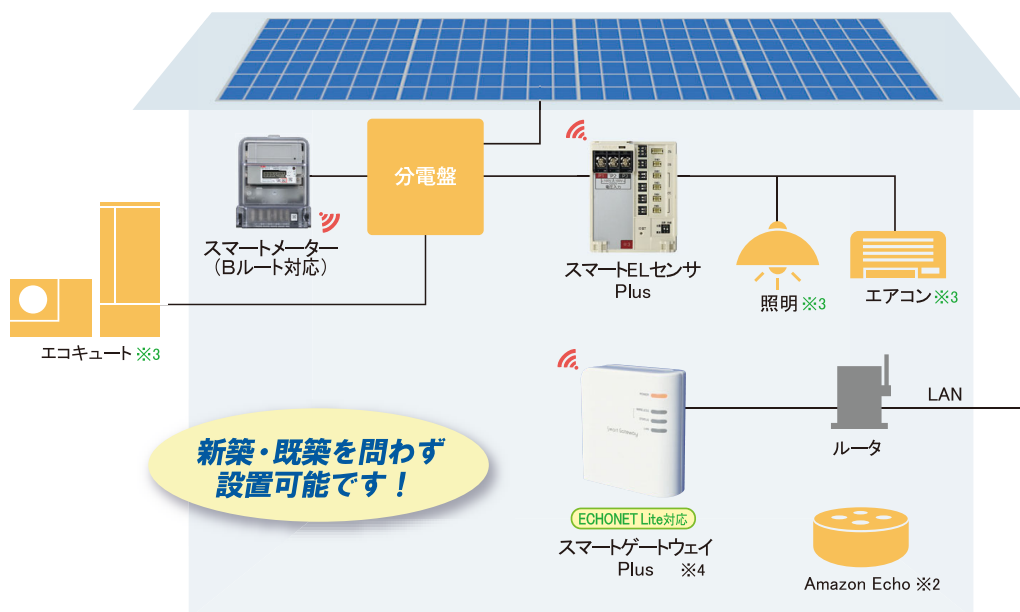 分電盤
スマートメーター
（Bルート対応）
スマートELセンサ
Plus
照明 ※3
エアコン ※3
エコキュート ※3
LAN
ルータ
新築・既築を問わず
設置可能です！
ECHONET Lite対応
スマートゲートウェイ
Plus ※4
Amazon Echo ※2